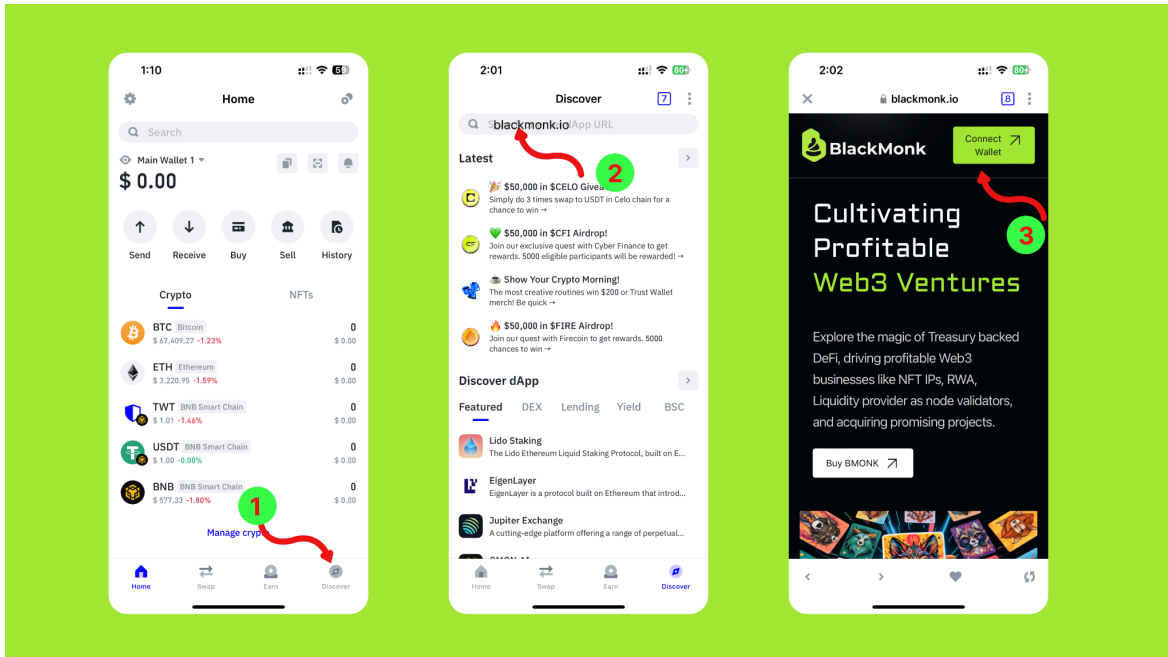 1:10
59
Home
Search
Main Wallet 1
$ 0.00
Send
Receive
Buy
Sell
History
Crypto
NFTs
BTC Bitcoin
0
$ 67,409.27 -1.23%
$ 0.00
ETH Ethereum
0
$ 3,220.95 -1.59%
$ 0.00
TWT BNB Smart Chain
0
$ 1.01 -1.46%
$ 0.00
USDT BNB Smart Chain
0
$ 1.00 -0.00%
$ 0.00
BNB BNB Smart Chain
0
$ 577.33 -1.80%
$ 0.00
1
Manage crypto
Home
Swap
Earn
Discover
2:01
80
Discover
7
blackmonk.io
dApp URL
2
Latest
$50,000 in $CELO
Simply do 3 times swap to USDT in Celo chain for a
chance to win →
$50,000 in $CFI Airdrop!
Join our exclusive quest with Cyber Finance to get
rewards. 5000 eligible participants will be rewarded! →
Show Your Crypto Morning!
The most creative routines win $200 or Trust Wallet
merch! Be quick →
$50,000 in $FIRE Airdrop!
Join our quest with Firecoin to get rewards. 5000
chances to win →
Discover dApp
Featured
DEX
Lending
Yield
BSC
Lido Staking
The Lido Ethereum Liquid Staking Protocol, built on E...
EigenLayer
EigenLayer is a protocol built on Ethereum that introd...
Jupiter Exchange
A cutting-edge platform offering a range of perpetual...
Home
Swap
Earn
Discover
2:02
80
blackmonk.io
8
BlackMonk
Connect
Wallet
3
Cultivating
Profitable
Web3 Ventures
Explore the magic of Treasury backed
DeFi, driving profitable Web3
businesses like NFT IPs, RWA,
Liquidity provider as node validators,
and acquiring promising projects.
Buy BMONK